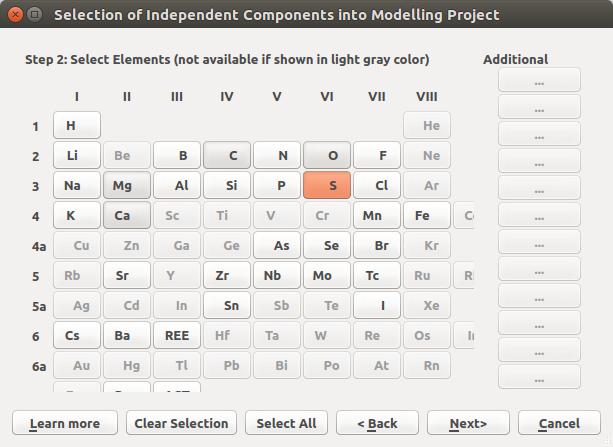 Selection of Independent Components into Modelling Project
Step 2: Select Elements (not available if shown in light gray color) Additional
I II III IV V VI VII VIII
1 H He
2 Li Be B C N O F Ne
3 Na Mg Al Si P S Cl Ar
4 K Ca Sc Ti V Cr Mn Fe
4a Cu Zn Ga Ge As Se Br Kr
5 Rb Sr Y Zr Nb Mo Tc Ru
5a Ag Cd In Sn Sb Te I Xe
6 Cs Ba REE Hf Ta W Re Os
6a Au Hg Tl Pb Bi Po At Rn
...
...
...
...
...
...
...
...
...
...
...
...
Learn more Clear Selection Select All < Back Next> Cancel